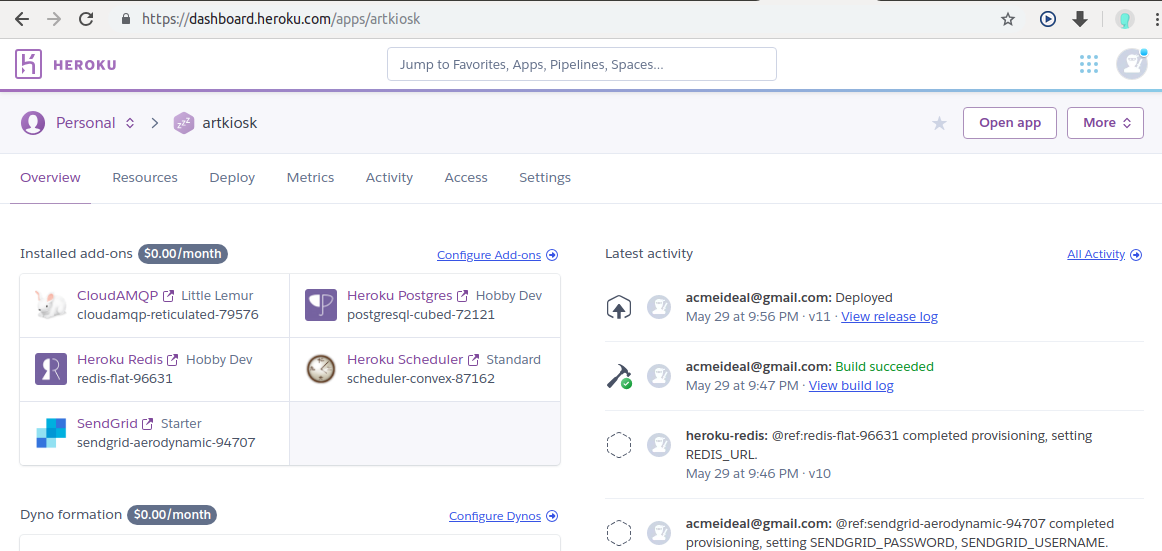 https://dashboard.heroku.com/apps/artkiosk
HEROKU
Jump to Favorites, Apps, Pipelines, Spaces...
Personal
artkiosk
Open app
More
Overview
Resources
Deploy
Metrics
Activity
Access
Settings
Installed add-ons $0.00/month
Configure Add-ons
CloudAMQP Little Lemur
cloudamqp-reticulated-79576
Heroku Postgres Hobby Dev
postgresql-cubed-72121
Heroku Redis Hobby Dev
redis-flat-96631
Heroku Scheduler Standard
scheduler-convex-87162
SendGrid Starter
sendgrid-aerodynamic-94707
Dyno formation $0.00/month
Configure Dynos
Latest activity
All Activity
acmeideal@gmail.com: Deployed
May 29 at 9:56 PM · v11 · View release log
acmeideal@gmail.com: Build succeeded
May 29 at 9:47 PM · View build log
heroku-redis: @ref:redis-flat-96631 completed provisioning, setting
REDIS_URL.
May 29 at 9:46 PM · v10
acmeideal@gmail.com: @ref:sendgrid-aerodynamic-94707 completed
provisioning, setting SENDGRID_PASSWORD, SENDGRID_USERNAME.